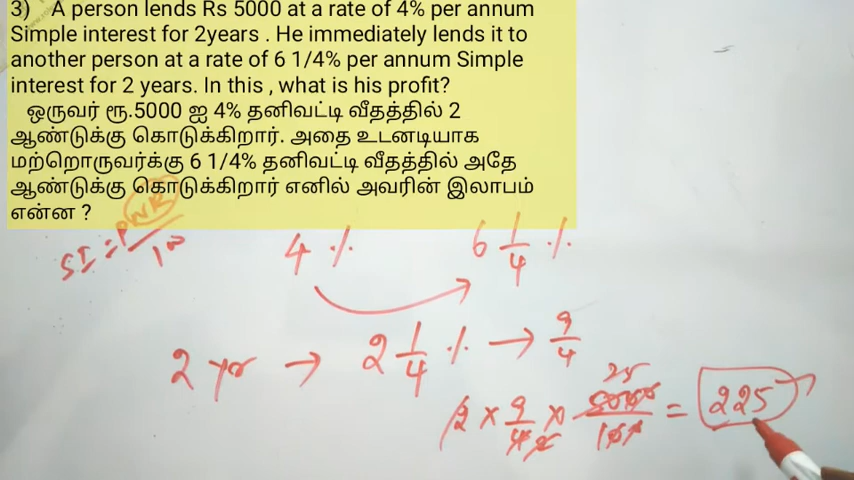 3) A person lends Rs 5000 at a rate of 4% per annum
Simple interest for 2years . He immediately lends it to
another person at a rate of 6 1/4% per annum Simple
interest for 2 years. In this , what is his profit?
ஒருவர் ரூ.5000 ஐ 4% தனிவட்டி வீதத்தில் 2
ஆண்டுக்கு கொடுக்கிறார். அதை உடனடியாக
மற்றொருவர்க்கு 6 1/4% தனிவட்டி வீதத்தில் அதே
ஆண்டுக்கு கொடுக்கிறார் எனில் அவரின் இலாபம்
என்ன ?
SI =
4 % 6 1/4 %
2 yr → 2 1/4 % → 9/4
2 × 9/4 × 5000/100 = 225